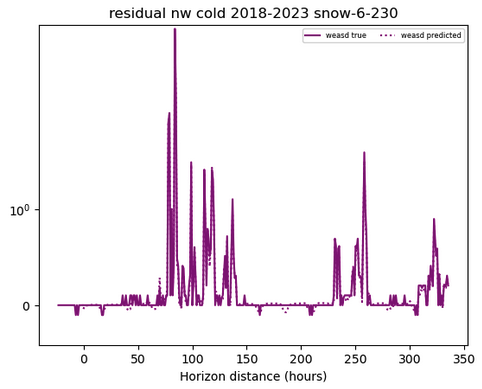 residual nw cold 2018-2023 snow-6-230
weasd true weasd predicted
10⁰
0
0 50 100 150 200 250 300 350
Horizon distance (hours)